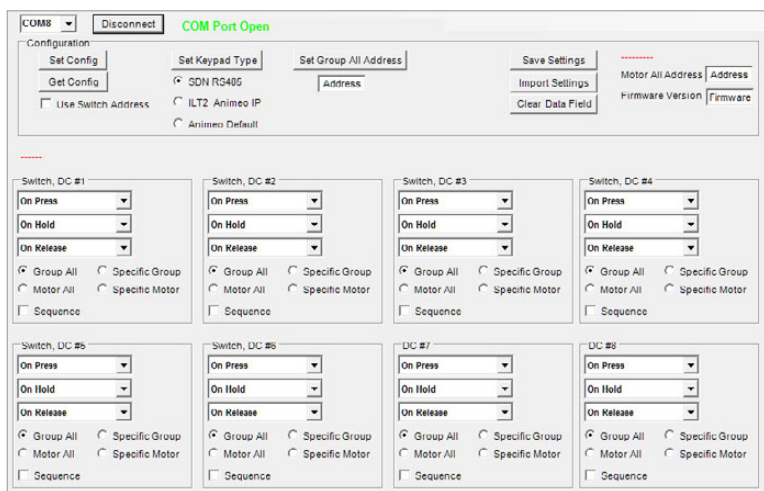 COM8 Disconnect COM Port Open
Configuration
Set Config Set Keypad Type Set Group All Address Save Settings ---------
Get Config SDN RS485 Address Import Settings Motor All Address Address
Use Switch Address ILT2 Animeo IP Clear Data Field Firmware Version Firmware
Animeo Default
------
Switch, DC #1 Switch, DC #2 Switch, DC #3 Switch, DC #4
On Press On Press On Press On Press
On Hold On Hold On Hold On Hold
On Release On Release On Release On Release
Group All Specific Group Group All Specific Group Group All Specific Group Group All Specific Group
Motor All Specific Motor Motor All Specific Motor Motor All Specific Motor Motor All Specific Motor
Sequence Sequence Sequence Sequence
Switch, DC #5 Switch, DC #6 DC #7 DC #8
On Press On Press On Press On Press
On Hold On Hold On Hold On Hold
On Release On Release On Release On Release
Group All Specific Group Group All Specific Group Group All Specific Group Group All Specific Group
Motor All Specific Motor Motor All Specific Motor Motor All Specific Motor Motor All Specific Motor
Sequence Sequence Sequence Sequence